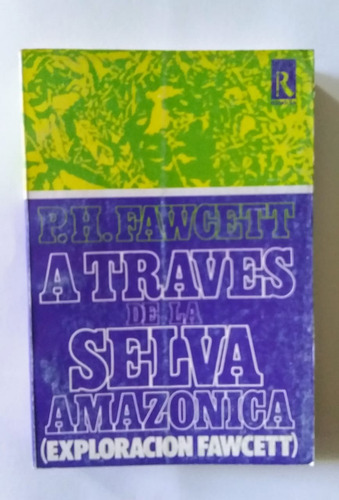 R
P.H. FAWCETT
A TRAVES
DE LA
SELVA
AMAZONICA
(EXPLORACION FAWCETT)